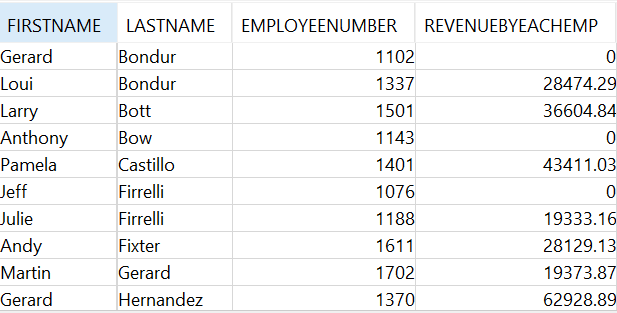 FIRSTNAME LASTNAME EMPLOYEENUMBER REVENUEBYEACHEMP
Gerard Bondur 1102 0
Loui Bondur 1337 28474.29
Larry Bott 1501 36604.84
Anthony Bow 1143 0
Pamela Castillo 1401 43411.03
Jeff Firrelli 1076 0
Julie Firrelli 1188 19333.16
Andy Fixter 1611 28129.13
Martin Gerard 1702 19373.87
Gerard Hernandez 1370 62928.89